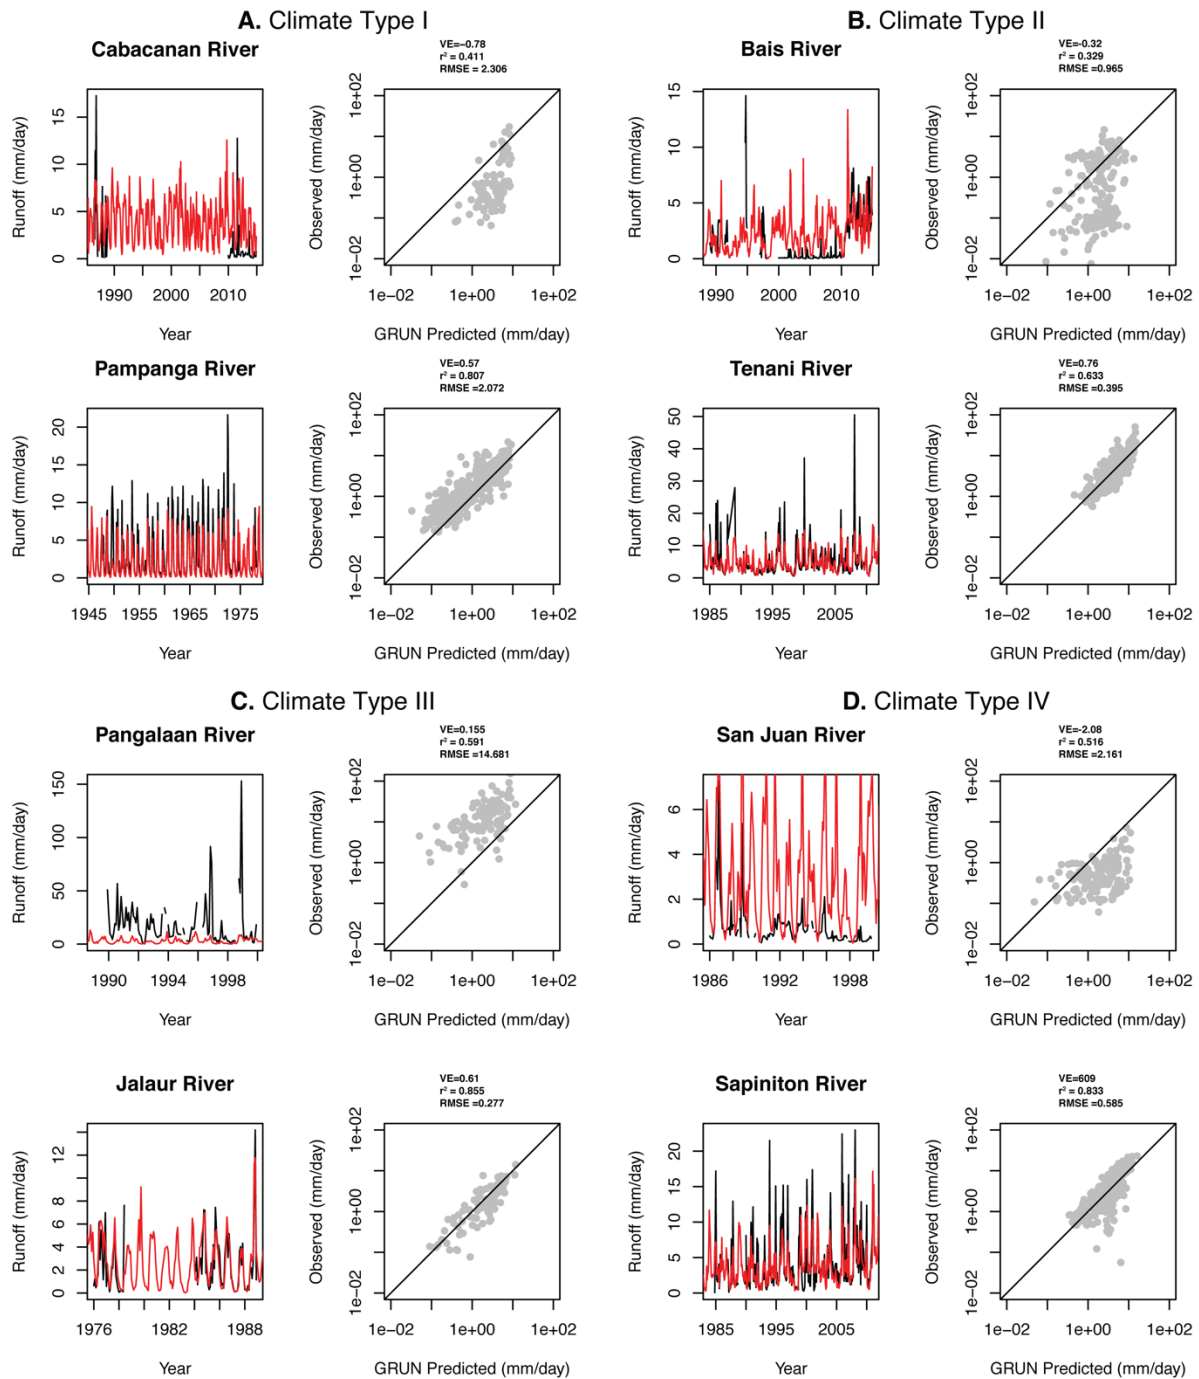 A. Climate Type I
Cabacanan River
VE=-0.78
r² = 0.411
RMSE = 2.306
Runoff (mm/day)
0 5 10 15
1990 2000 2010
Year
Observed (mm/day)
1e-02 1e+00 1e+02
1e-02 1e+00 1e+02
GRUN Predicted (mm/day)
Pampanga River
VE=0.57
r² = 0.807
RMSE =2.072
Runoff (mm/day)
0 5 10 15 20
1945 1955 1965 1975
Year
Observed (mm/day)
1e-02 1e+00 1e+02
1e-02 1e+00 1e+02
GRUN Predicted (mm/day)
B. Climate Type II
Bais River
VE=-0.32
r² = 0.329
RMSE =0.965
Runoff (mm/day)
0 5 10 15
1990 2000 2010
Year
Observed (mm/day)
1e-02 1e+00 1e+02
1e-02 1e+00 1e+02
GRUN Predicted (mm/day)
Tenani River
VE=0.76
r² = 0.633
RMSE =0.395
Runoff (mm/day)
0 10 20 30 40 50
1985 1995 2005
Year
Observed (mm/day)
1e-02 1e+00 1e+02
1e-02 1e+00 1e+02
GRUN Predicted (mm/day)
C. Climate Type III
Pangalaan River
VE=0.155
r² = 0.591
RMSE =14.681
Runoff (mm/day)
0 50 100 150
1990 1994 1998
Year
Observed (mm/day)
1e-02 1e+00 1e+02
1e-02 1e+00 1e+02
GRUN Predicted (mm/day)
Jalaur River
VE=0.61
r² = 0.855
RMSE =0.277
Runoff (mm/day)
0 2 4 6 8 12
1976 1982 1988
Year
Observed (mm/day)
1e-02 1e+00 1e+02
1e-02 1e+00 1e+02
GRUN Predicted (mm/day)
D. Climate Type IV
San Juan River
VE=-2.08
r² = 0.516
RMSE =2.161
Runoff (mm/day)
0 2 4 6
1986 1992 1998
Year
Observed (mm/day)
1e-02 1e+00 1e+02
1e-02 1e+00 1e+02
GRUN Predicted (mm/day)
Sapiniton River
VE=609
r² = 0.833
RMSE =0.585
Runoff (mm/day)
0 5 10 15 20
1985 1995 2005
Year
Observed (mm/day)
1e-02 1e+00 1e+02
1e-02 1e+00 1e+02
GRUN Predicted (mm/day)